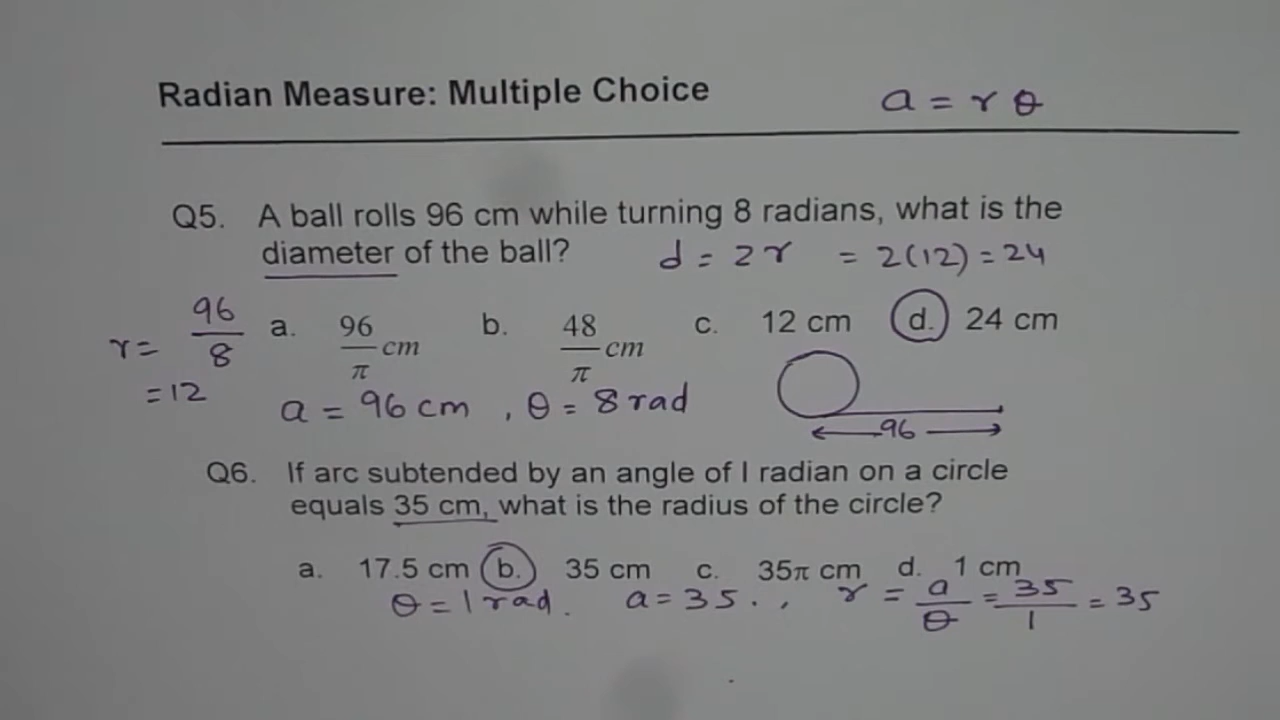 Radian Measure: Multiple Choice a = r θ
Q5. A ball rolls 96 cm while turning 8 radians, what is the
diameter of the ball? d = 2r = 2(12) = 24
r = 96/8 a. 96/π cm b. 48/π cm c. 12 cm d. 24 cm
= 12
a = 96 cm , θ = 8 rad
96
Q6. If arc subtended by an angle of I radian on a circle
equals 35 cm, what is the radius of the circle?
a. 17.5 cm b. 35 cm c. 35π cm d. 1 cm
θ = 1 rad. a = 35 . , r = a/θ = 35/1 = 35